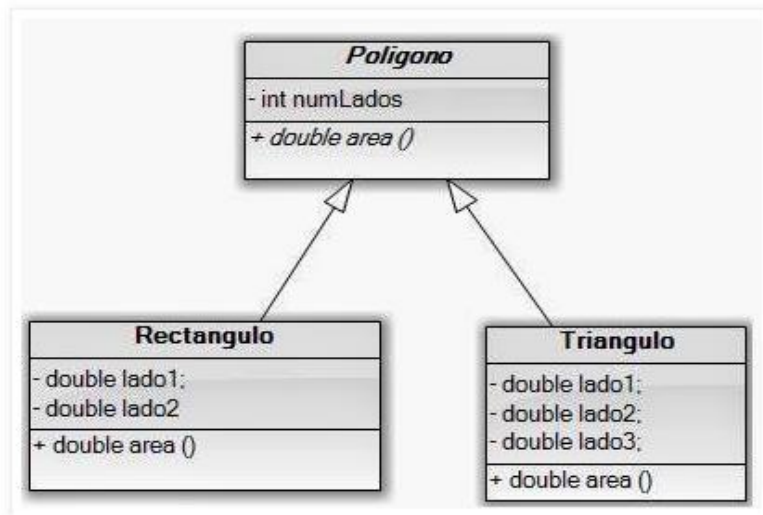 Poligono
- int numLados
+ double area ()
Rectangulo
- double lado1;
- double lado2
+ double area ()
Triangulo
- double lado1;
- double lado2;
- double lado3;
+ double area ()